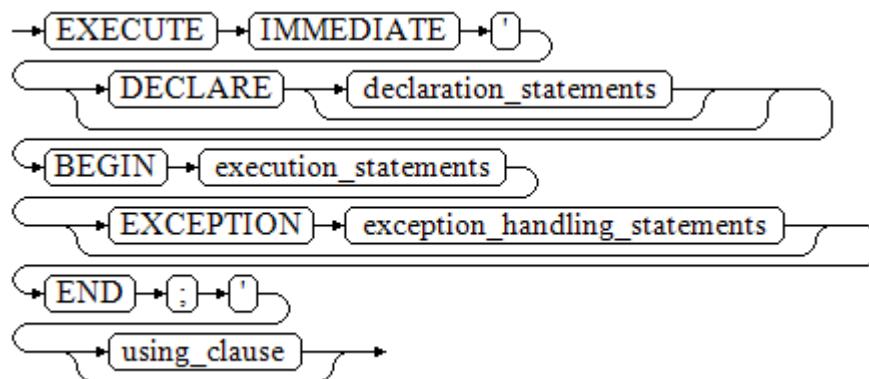 EXECUTE IMMEDIATE '
DECLARE declaration_statements
BEGIN execution_statements
EXCEPTION exception_handling_statements
END ; '
using_clause